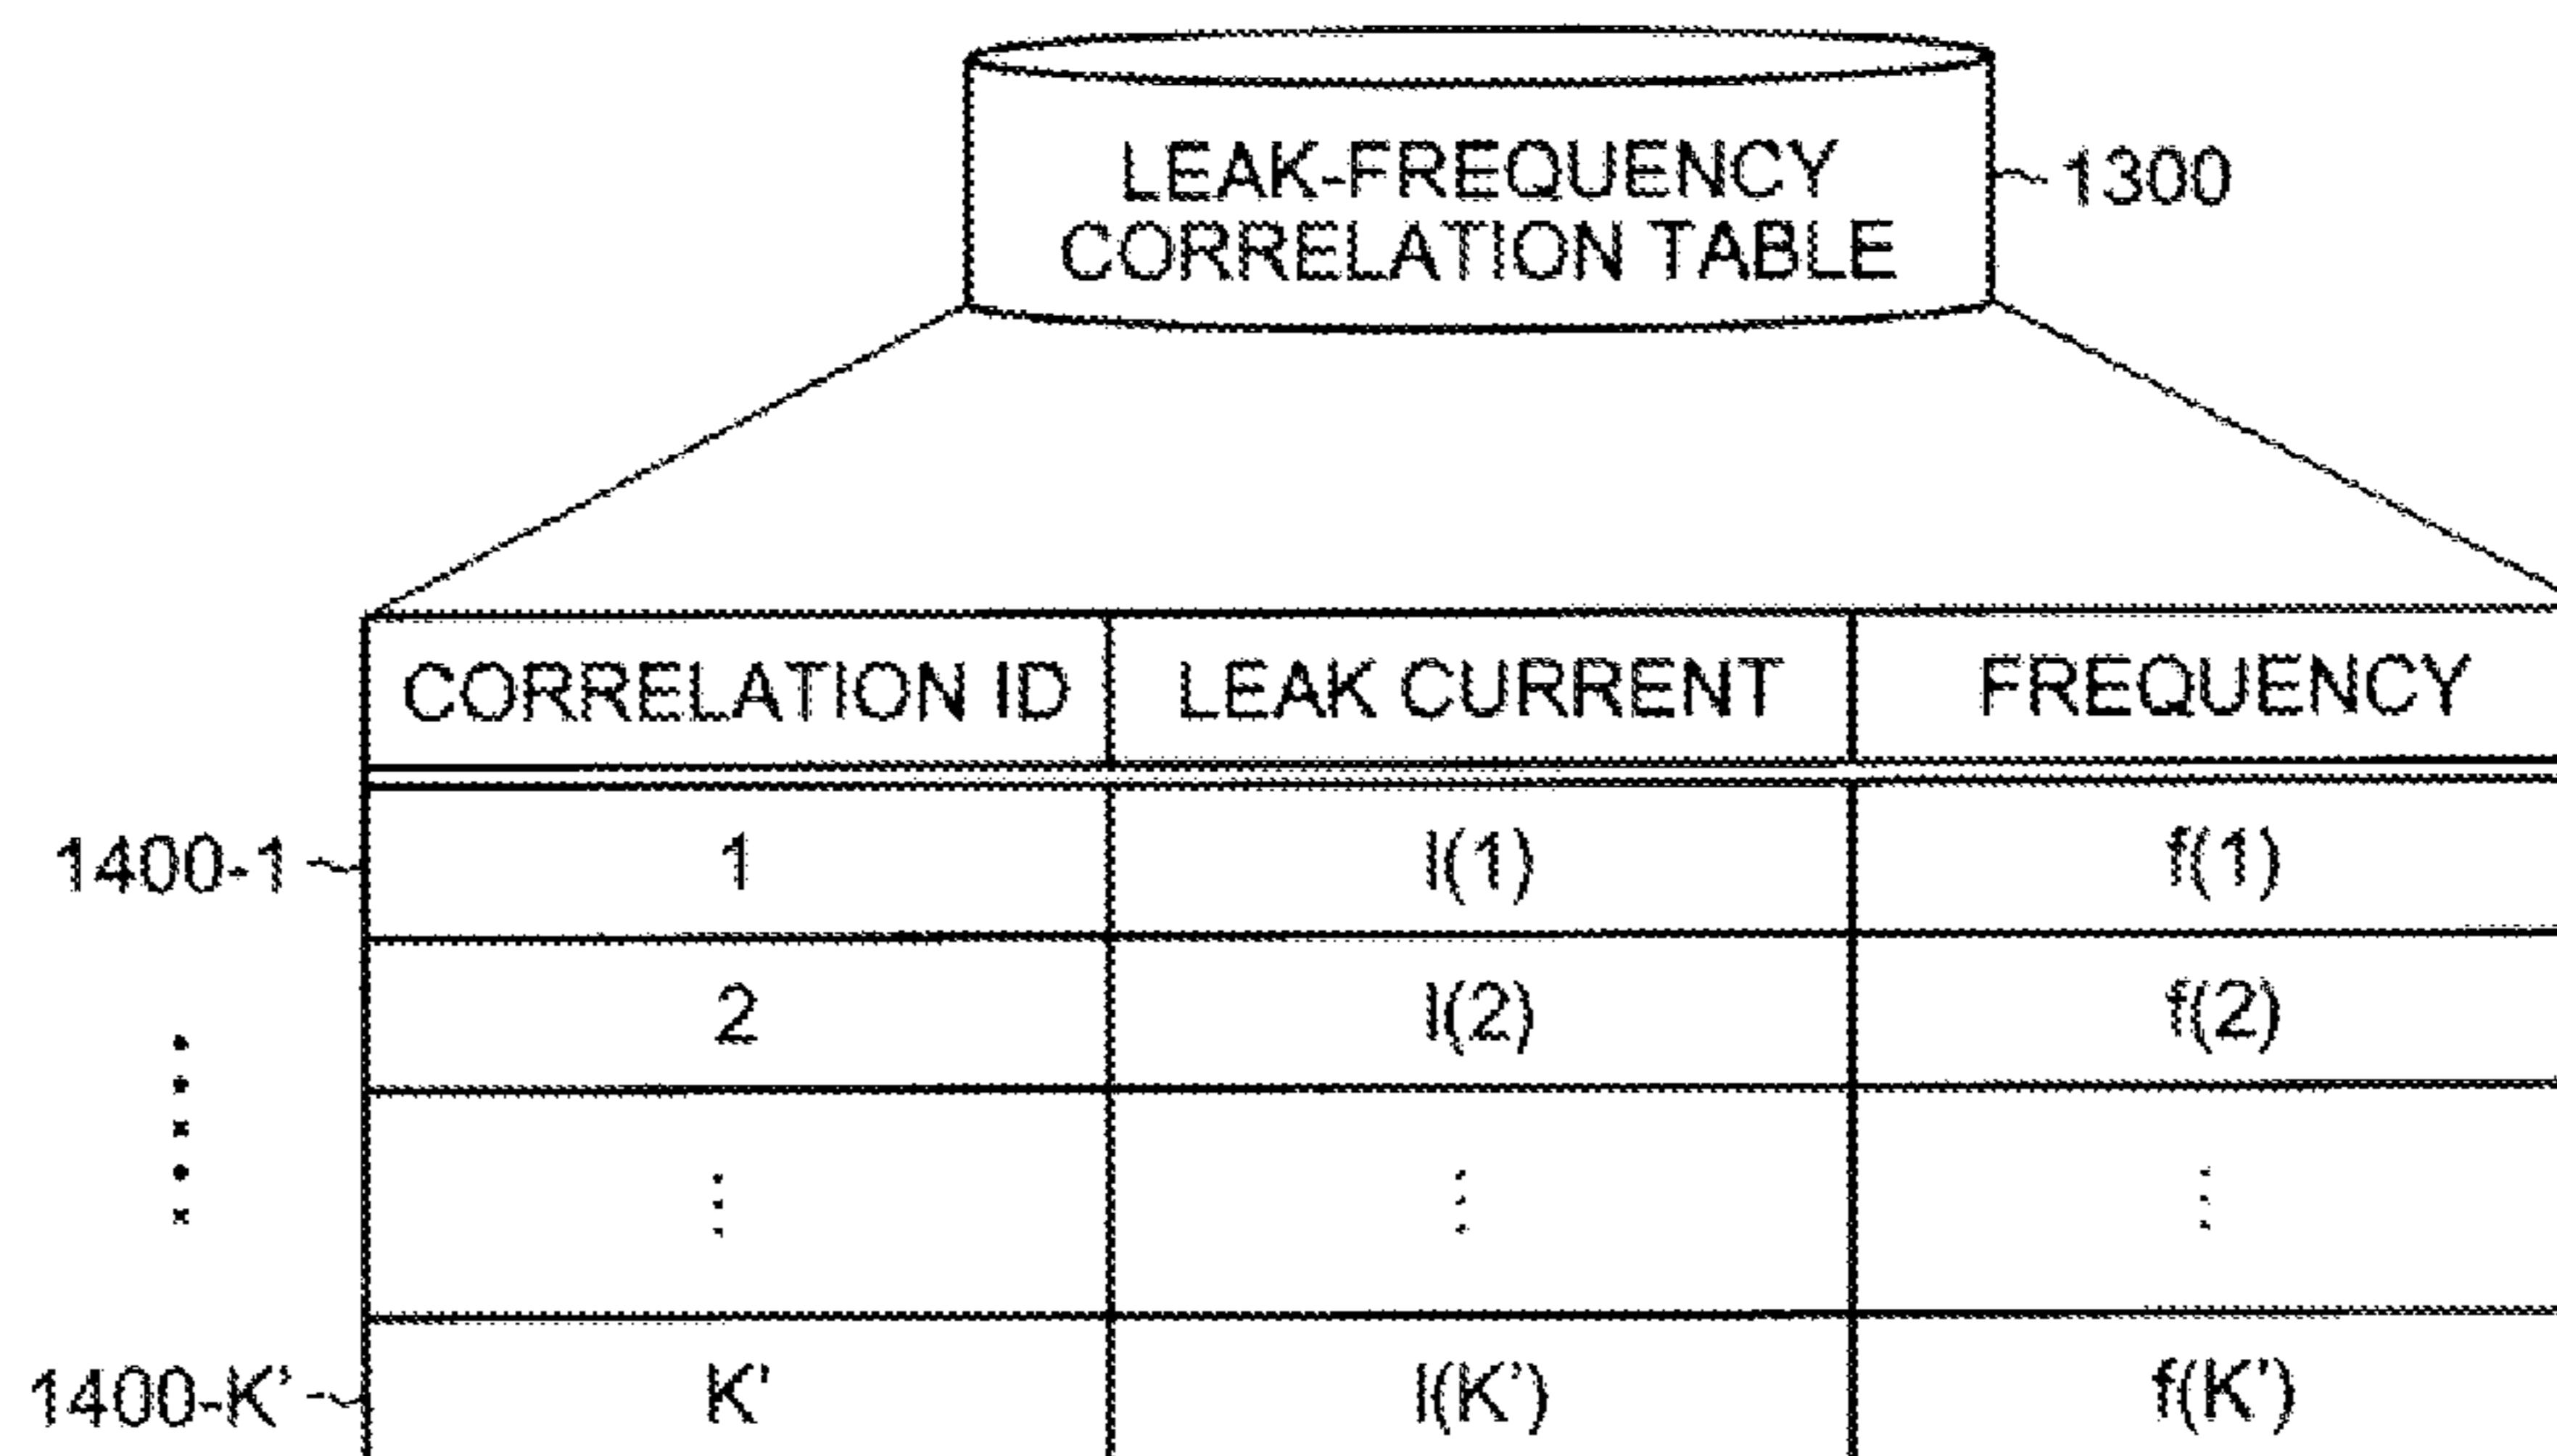 LEAK-FREQUENCY
CORRELATION TABLE
1300
CORRELATION ID LEAK CURRENT FREQUENCY
1400-1 1 I(1) f(1)
2 I(2) f(2)
1400-K' K' I(K') f(K')